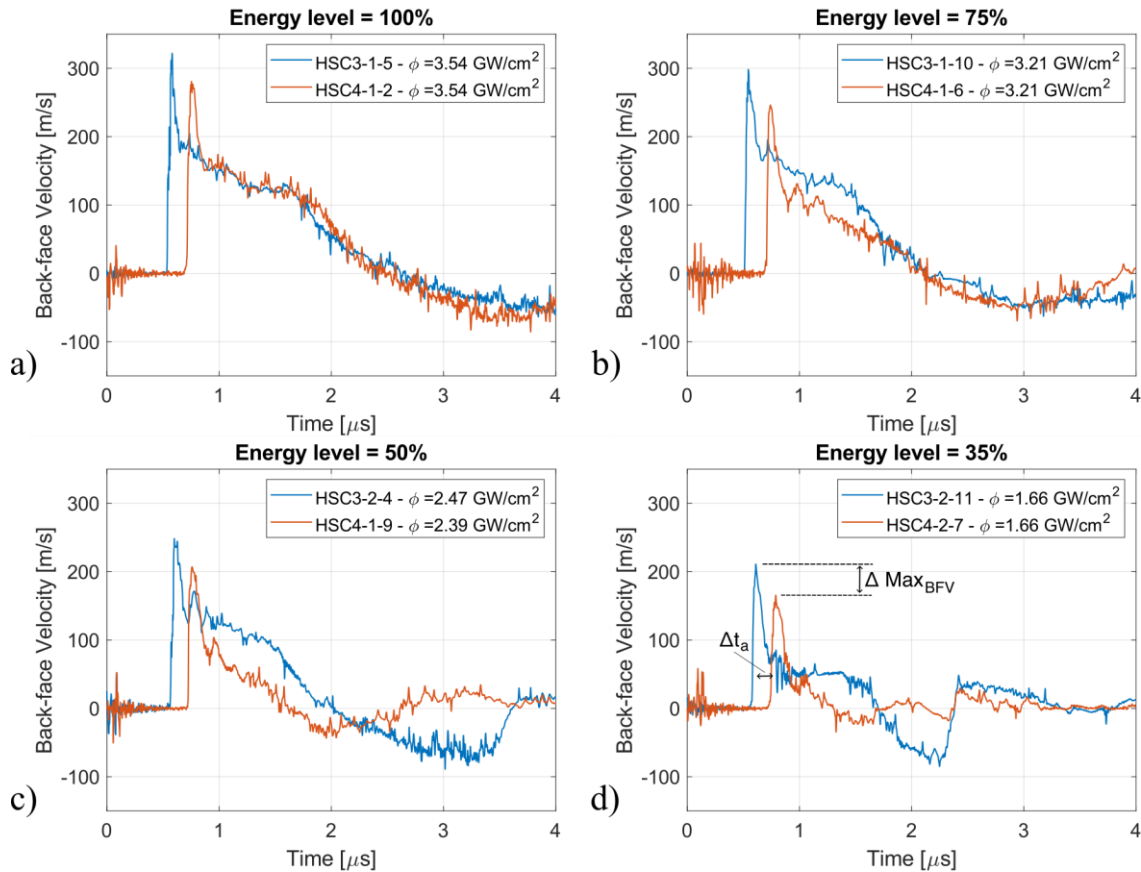 Energy level = 100%
HSC3-1-5 - ϕ =3.54 GW/cm²
HSC4-1-2 - ϕ =3.54 GW/cm²
Back-face Velocity [m/s]
300
200
100
0
-100
0 1 2 3 4
Time [μs]
a)
Energy level = 75%
HSC3-1-10 - ϕ =3.21 GW/cm²
HSC4-1-6 - ϕ =3.21 GW/cm²
Back-face Velocity [m/s]
300
200
100
0
-100
0 1 2 3 4
Time [μs]
b)
Energy level = 50%
HSC3-2-4 - ϕ =2.47 GW/cm²
HSC4-1-9 - ϕ =2.39 GW/cm²
Back-face Velocity [m/s]
300
200
100
0
-100
0 1 2 3 4
Time [μs]
c)
Energy level = 35%
HSC3-2-11 - ϕ =1.66 GW/cm²
HSC4-2-7 - ϕ =1.66 GW/cm²
Δ Max_BFV
Δt_a
Back-face Velocity [m/s]
300
200
100
0
-100
0 1 2 3 4
Time [μs]
d)